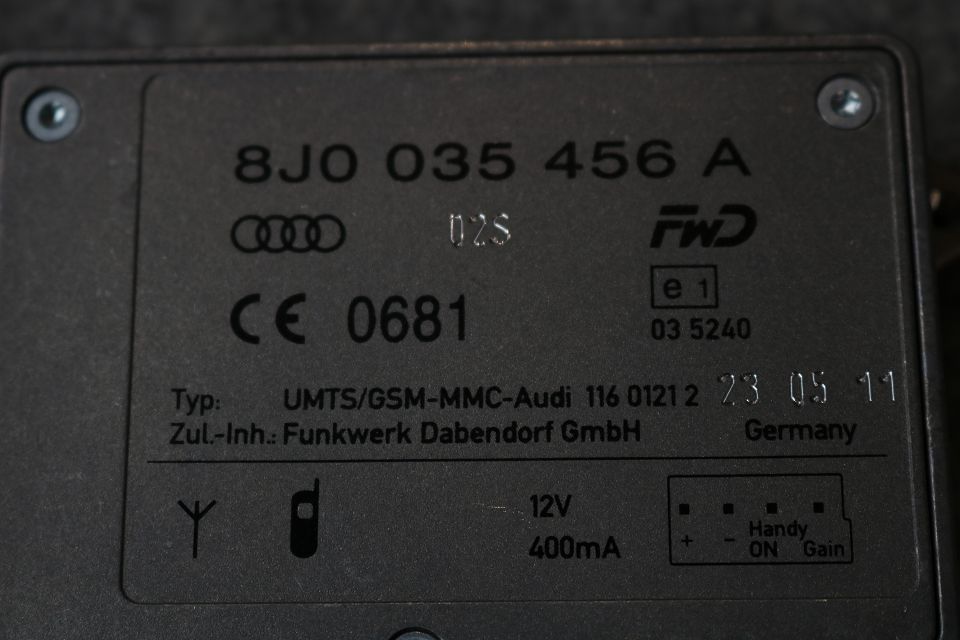 8J0 035 456 A
02S FWD
CE 0681 e 1
03 5240
Typ: UMTS/GSM-MMC-Audi 116 0121 2 23 05 11
Zul.-Inh.: Funkwerk Dabendorf GmbH Germany
12V
400mA
+ - Handy ON Gain